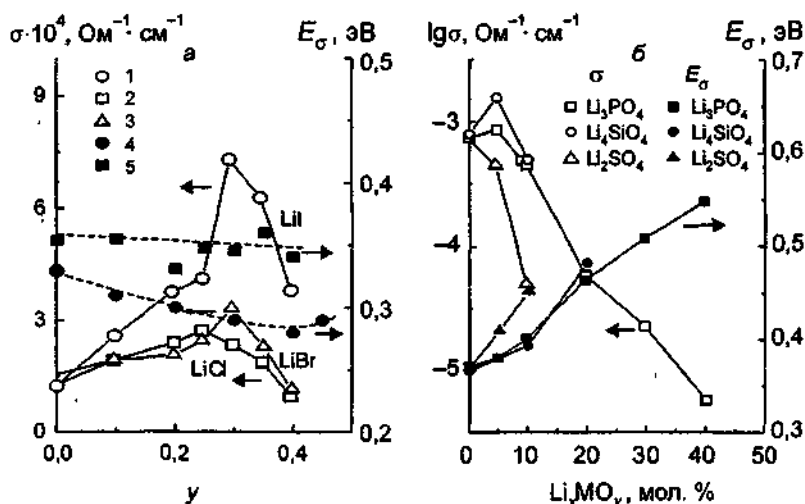 σ·10⁴, Ом⁻¹· см⁻¹
а
E_σ, эВ
9
6
3
0
1
2
3
4
5
LiI
LiCl
LiBr
0,5
0,4
0,3
0,2
0,0
0,2
0,4
y
lgσ, Ом⁻¹· см⁻¹
б
E_σ, эВ
σ
E_σ
Li₃PO₄
Li₃PO₄
Li₄SiO₄
Li₄SiO₄
Li₂SO₄
Li₂SO₄
−3
−4
−5
0,7
0,6
0,5
0,4
0,3
0
10
20
30
40
50
LiₓMOᵧ, мол. %